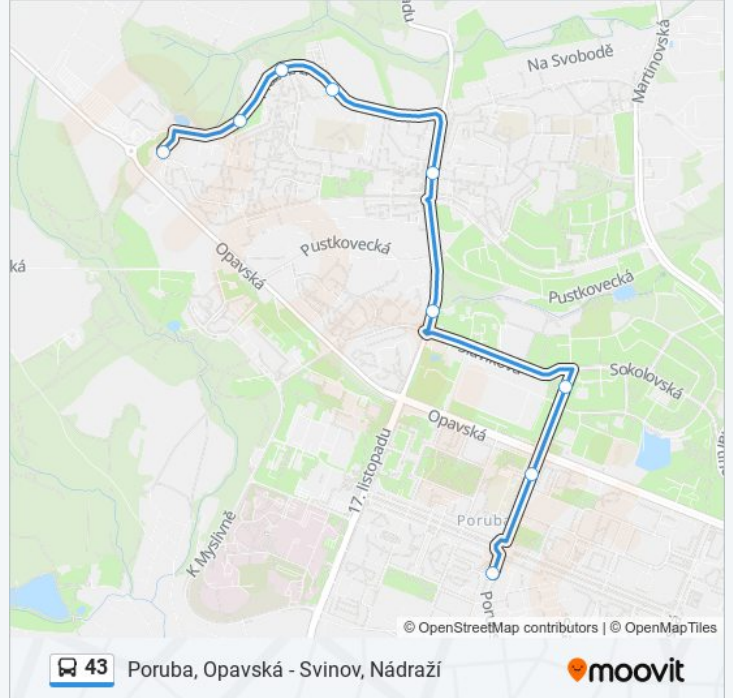 Na Svobodě
Martinovská
Pustkovecká
ká
Opavská
Pustkovecká
Sokolovská
Opavská
17. listopadu
Poruba
K Myslivně
© OpenStreetMap contributors | © OpenMapTiles
43 Poruba, Opavská - Svinov, Nádraží
moovit